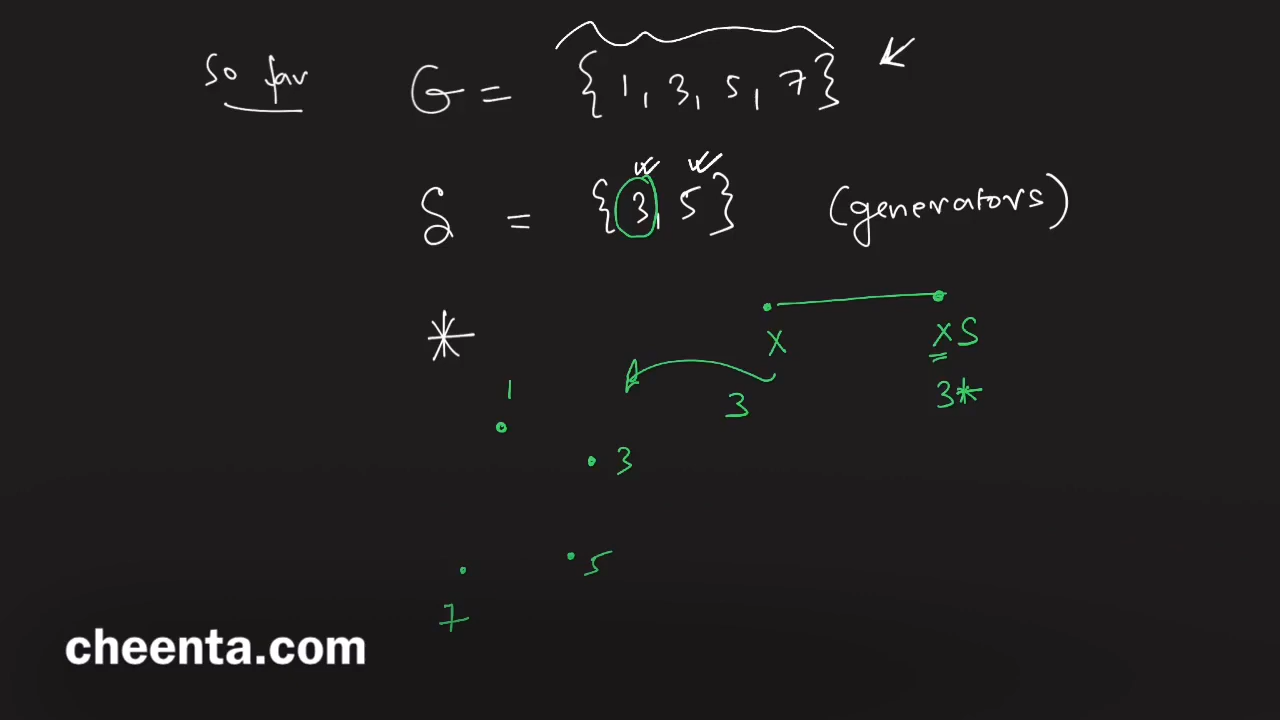 So far G = {1, 3, 5, 7}
S = {3, 5} (generators)
*
x xS
1 3 3*
3
5
7
cheenta.com